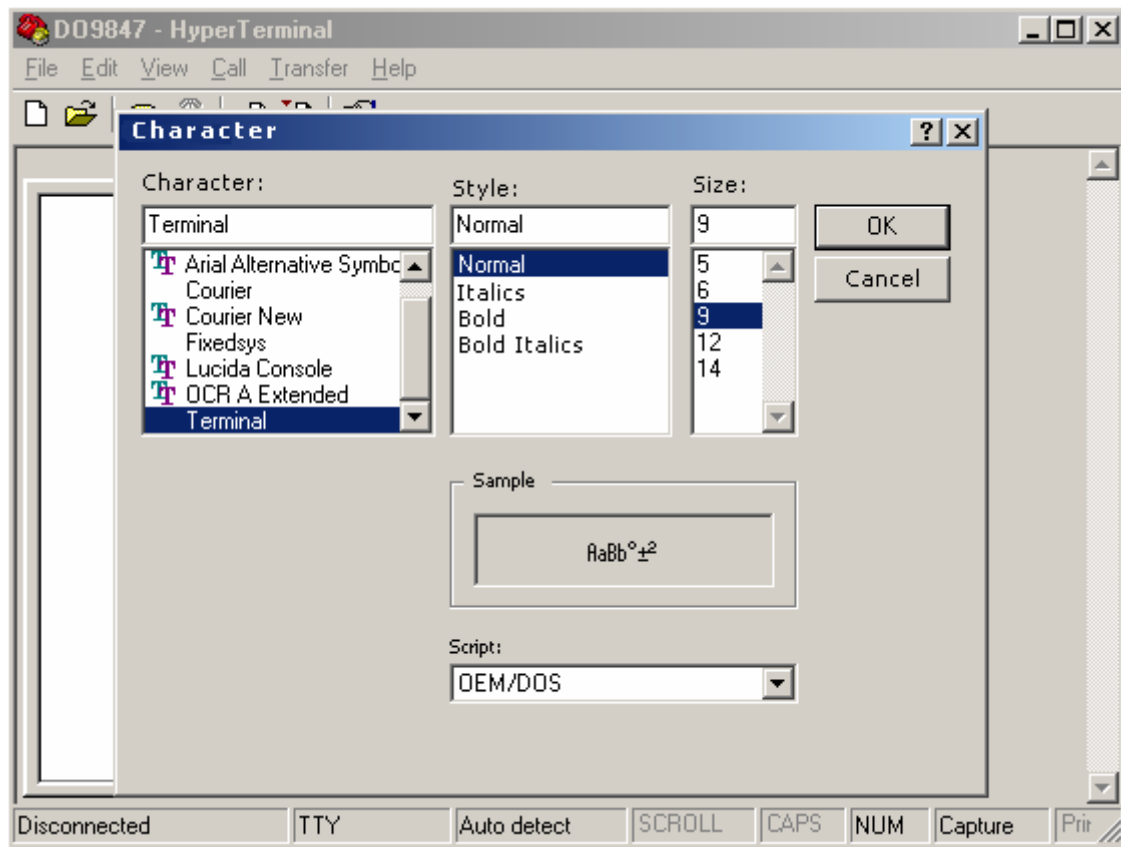 DO9847 - HyperTerminal
File Edit View Call Transfer Help
Character
Character:
Terminal
Arial Alternative Symbo
Courier
Courier New
Fixedsys
Lucida Console
OCR A Extended
Terminal
Style:
Normal
Normal
Italics
Bold
Bold Italics
Size:
9
5
6
9
12
14
OK
Cancel
Sample
AaBb°±²
Script:
OEM/DOS
Disconnected TTY Auto detect SCROLL CAPS NUM Capture Prir